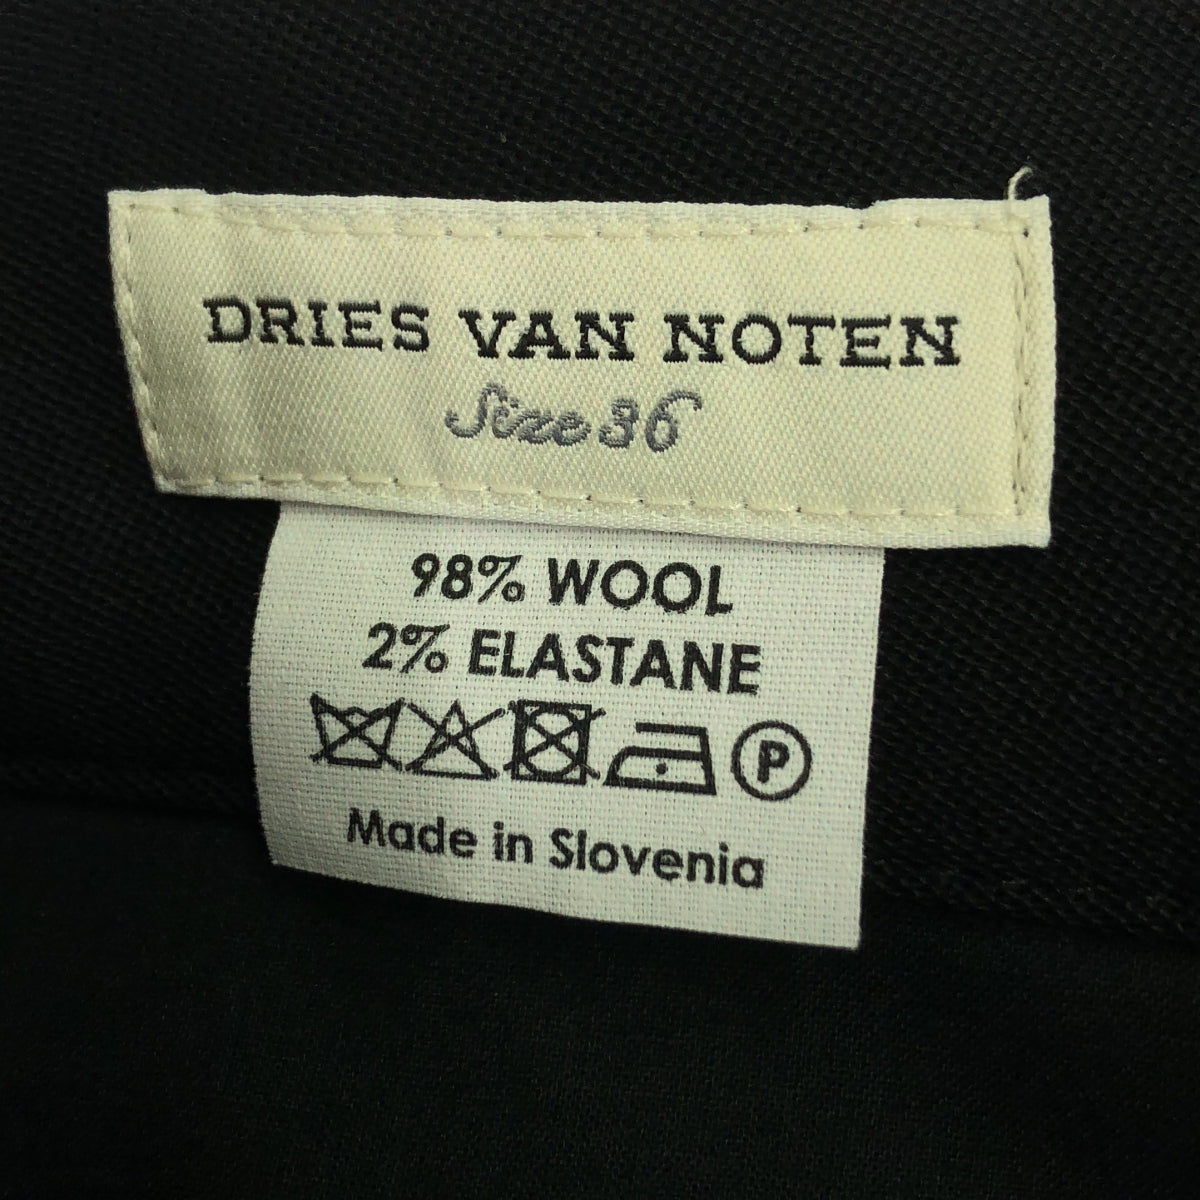 DRIES VAN NOTEN
Size 36
98% WOOL
2% ELASTANE
P
Made in Slovenia